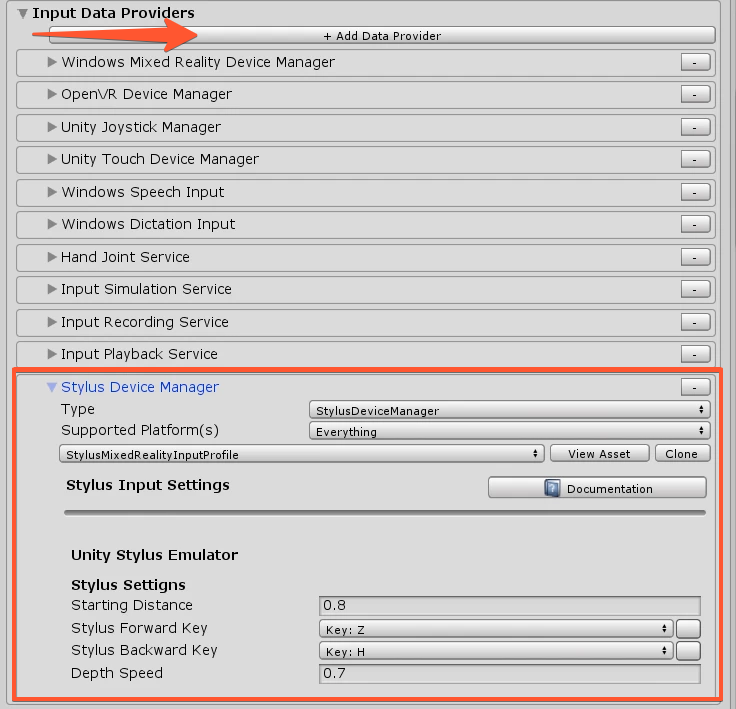 Input Data Providers
+ Add Data Provider
Windows Mixed Reality Device Manager -
OpenVR Device Manager -
Unity Joystick Manager -
Unity Touch Device Manager -
Windows Speech Input -
Windows Dictation Input -
Hand Joint Service -
Input Simulation Service -
Input Recording Service -
Input Playback Service -
Stylus Device Manager -
Type StylusDeviceManager
Supported Platform(s) Everything
StylusMixedRealityInputProfile View Asset Clone
Stylus Input Settings ? Documentation
Unity Stylus Emulator
Stylus Settigns
Starting Distance 0.8
Stylus Forward Key Key: Z
Stylus Backward Key Key: H
Depth Speed 0.7